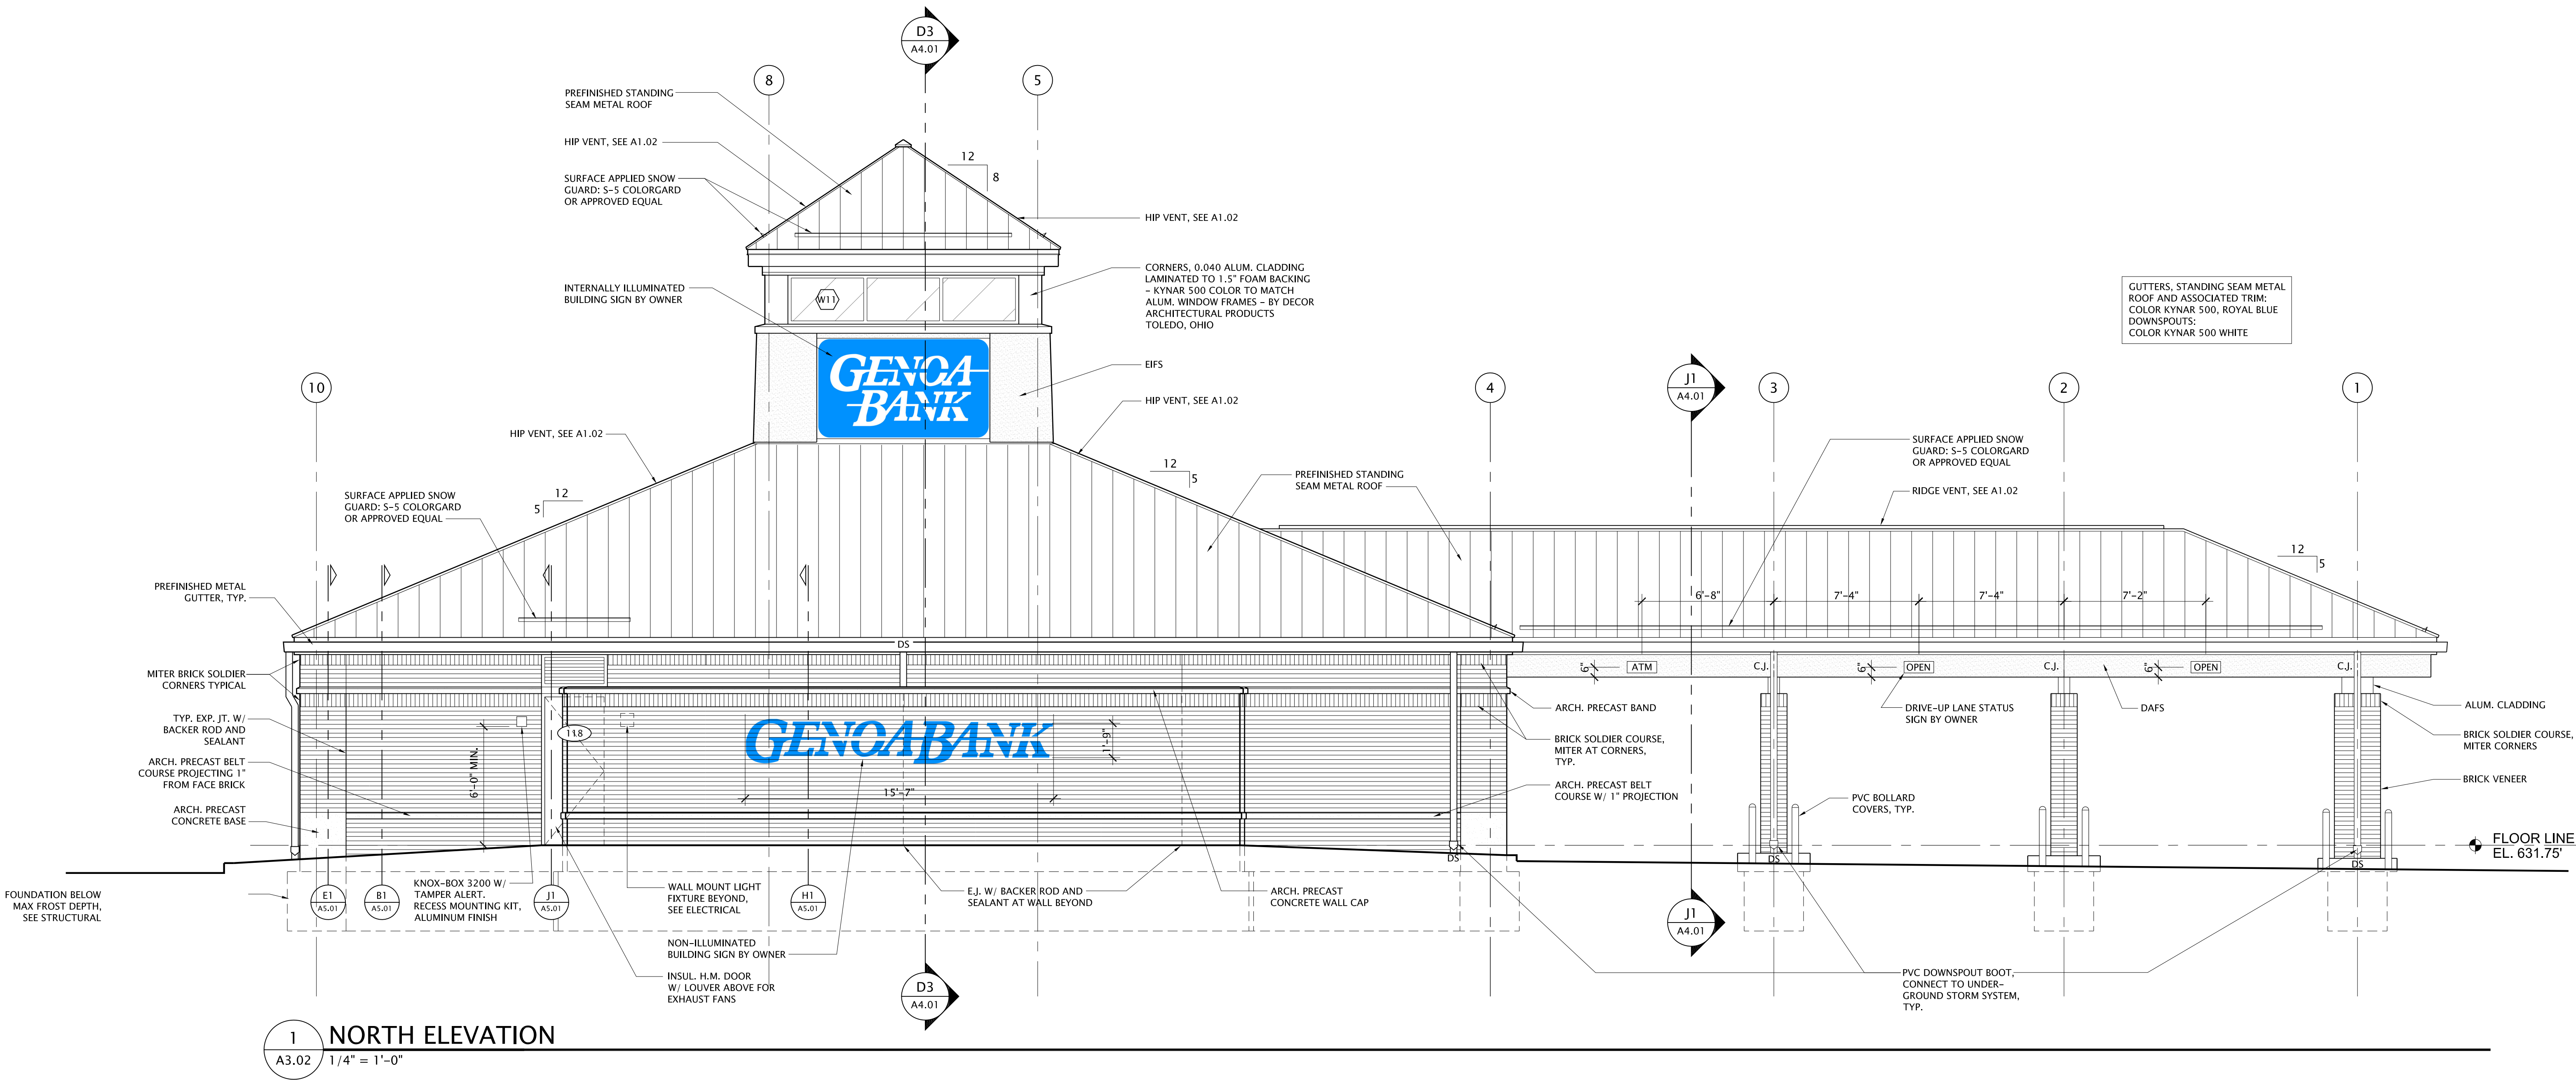 D3
A4.01
8
5
PREFINISHED STANDING
SEAM METAL ROOF
HIP VENT, SEE A1.02
SURFACE APPLIED SNOW
GUARD: S-5 COLORGARD
OR APPROVED EQUAL
12
8
HIP VENT, SEE A1.02
INTERNALLY ILLUMINATED
BUILDING SIGN BY OWNER
W11
CORNERS, 0.040 ALUM. CLADDING
LAMINATED TO 1.5" FOAM BACKING
- KYNAR 500 COLOR TO MATCH
ALUM. WINDOW FRAMES - BY DECOR
ARCHITECTURAL PRODUCTS
TOLEDO, OHIO
GUTTERS, STANDING SEAM METAL
ROOF AND ASSOCIATED TRIM:
COLOR KYNAR 500, ROYAL BLUE
DOWNSPOUTS:
COLOR KYNAR 500 WHITE
GENOA
BANK
EIFS
HIP VENT, SEE A1.02
10
4
J1
A4.01
3
2
1
HIP VENT, SEE A1.02
12
5
SURFACE APPLIED SNOW
GUARD: S-5 COLORGARD
OR APPROVED EQUAL
12
5
PREFINISHED STANDING
SEAM METAL ROOF
SURFACE APPLIED SNOW
GUARD: S-5 COLORGARD
OR APPROVED EQUAL
RIDGE VENT, SEE A1.02
12
5
6'-8"
7'-4"
7'-4"
7'-2"
PREFINISHED METAL
GUTTER, TYP.
DS
MITER BRICK SOLDIER
CORNERS TYPICAL
TYP. EXP. JT. W/
BACKER ROD AND
SEALANT
ARCH. PRECAST BELT
COURSE PROJECTING 1"
FROM FACE BRICK
ARCH. PRECAST
CONCRETE BASE
6'-0" MIN.
11.8
GENOABANK
1'-9"
15'-7"
6"
ATM
C.J.
6"
OPEN
C.J.
6"
OPEN
C.J.
ARCH. PRECAST BAND
BRICK SOLDIER COURSE,
MITER AT CORNERS,
TYP.
ARCH. PRECAST BELT
COURSE W/ 1" PROJECTION
DRIVE-UP LANE STATUS
SIGN BY OWNER
DAFS
PVC BOLLARD
COVERS, TYP.
ALUM. CLADDING
BRICK SOLDIER COURSE,
MITER CORNERS
BRICK VENEER
FLOOR LINE
EL. 631.75'
DS
DS
DS
FOUNDATION BELOW
MAX FROST DEPTH,
SEE STRUCTURAL
E1
A5.01
B1
A5.01
KNOX-BOX 3200 W/
TAMPER ALERT.
RECESS MOUNTING KIT,
ALUMINUM FINISH
J1
A5.01
WALL MOUNT LIGHT
FIXTURE BEYOND,
SEE ELECTRICAL
H1
A5.01
E.J. W/ BACKER ROD AND
SEALANT AT WALL BEYOND
ARCH. PRECAST
CONCRETE WALL CAP
J1
A4.01
NON-ILLUMINATED
BUILDING SIGN BY OWNER
INSUL. H.M. DOOR
W/ LOUVER ABOVE FOR
EXHAUST FANS
D3
A4.01
PVC DOWNSPOUT BOOT,
CONNECT TO UNDER-
GROUND STORM SYSTEM,
TYP.
1
A3.02
NORTH ELEVATION
1/4" = 1'-0"